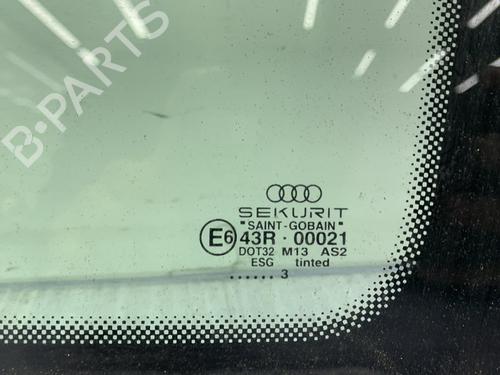 B-PARTS
SEKURIT
"SAINT-GOBAIN"
E6 43R · 00021
DOT32 M13 AS2
ESG tinted
...... 3